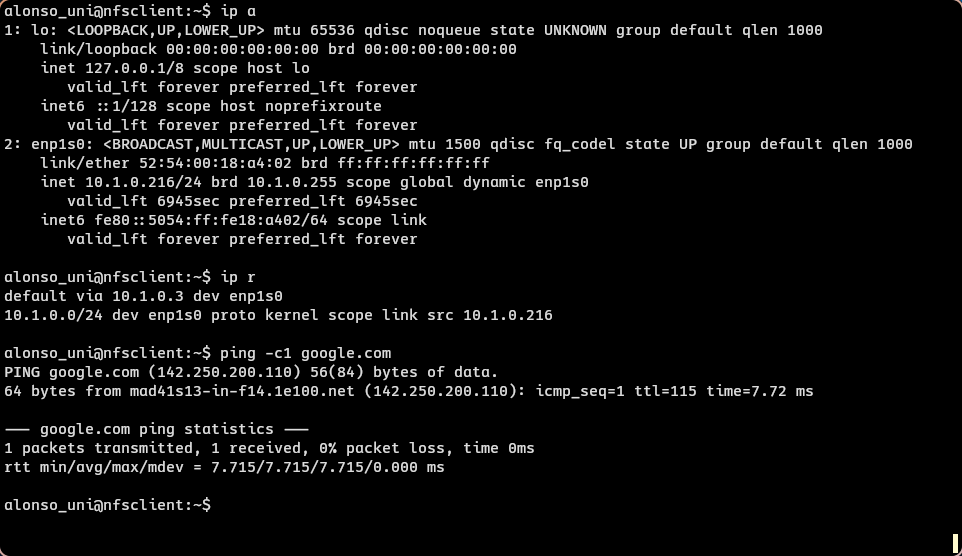 alonso_uni@nfsclient:~$ ip a
1: lo: <LOOPBACK,UP,LOWER_UP> mtu 65536 qdisc noqueue state UNKNOWN group default qlen 1000
    link/loopback 00:00:00:00:00:00 brd 00:00:00:00:00:00
    inet 127.0.0.1/8 scope host lo
       valid_lft forever preferred_lft forever
    inet6 ::1/128 scope host noprefixroute
       valid_lft forever preferred_lft forever
2: enp1s0: <BROADCAST,MULTICAST,UP,LOWER_UP> mtu 1500 qdisc fq_codel state UP group default qlen 1000
    link/ether 52:54:00:18:a4:02 brd ff:ff:ff:ff:ff:ff
    inet 10.1.0.216/24 brd 10.1.0.255 scope global dynamic enp1s0
       valid_lft 6945sec preferred_lft 6945sec
    inet6 fe80::5054:ff:fe18:a402/64 scope link
       valid_lft forever preferred_lft forever

alonso_uni@nfsclient:~$ ip r
default via 10.1.0.3 dev enp1s0
10.1.0.0/24 dev enp1s0 proto kernel scope link src 10.1.0.216

alonso_uni@nfsclient:~$ ping -c1 google.com
PING google.com (142.250.200.110) 56(84) bytes of data.
64 bytes from mad41s13-in-f14.1e100.net (142.250.200.110): icmp_seq=1 ttl=115 time=7.72 ms

--- google.com ping statistics ---
1 packets transmitted, 1 received, 0% packet loss, time 0ms
rtt min/avg/max/mdev = 7.715/7.715/7.715/0.000 ms

alonso_uni@nfsclient:~$